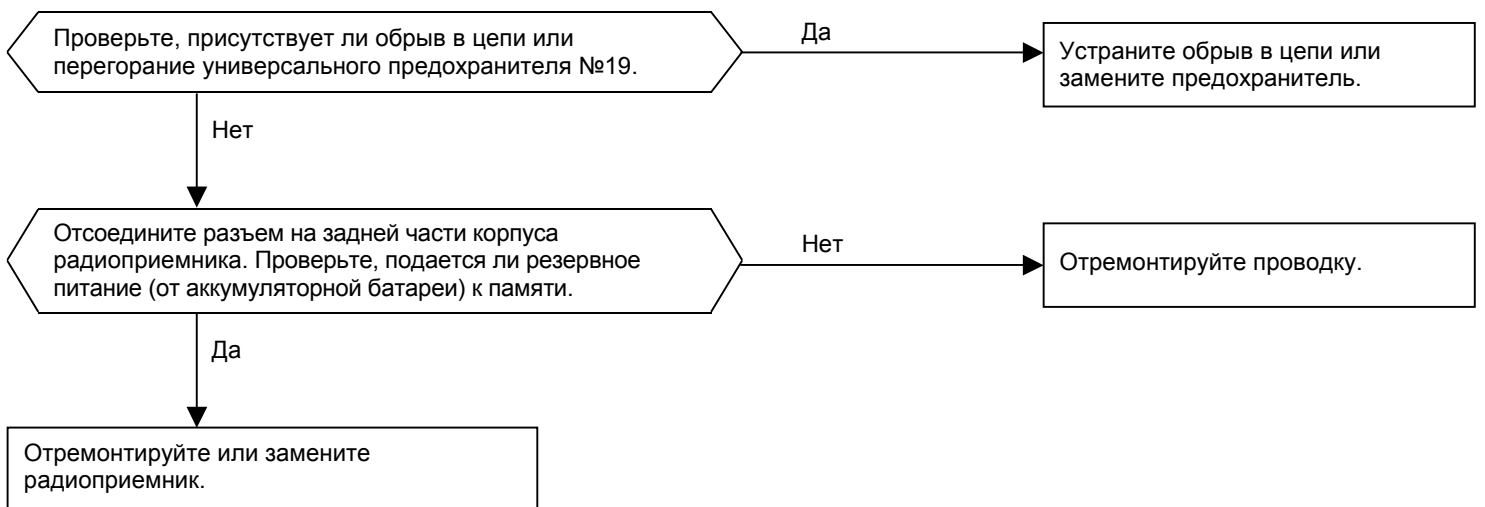 Проверьте, присутствует ли обрыв в цепи или
перегорание универсального предохранителя №19.
Да
Устраните обрыв в цепи или
замените предохранитель.
Нет
Отсоедините разъем на задней части корпуса
радиоприемника. Проверьте, подается ли резервное
питание (от аккумуляторной батареи) к памяти.
Нет
Отремонтируйте проводку.
Да
Отремонтируйте или замените
радиоприемник.